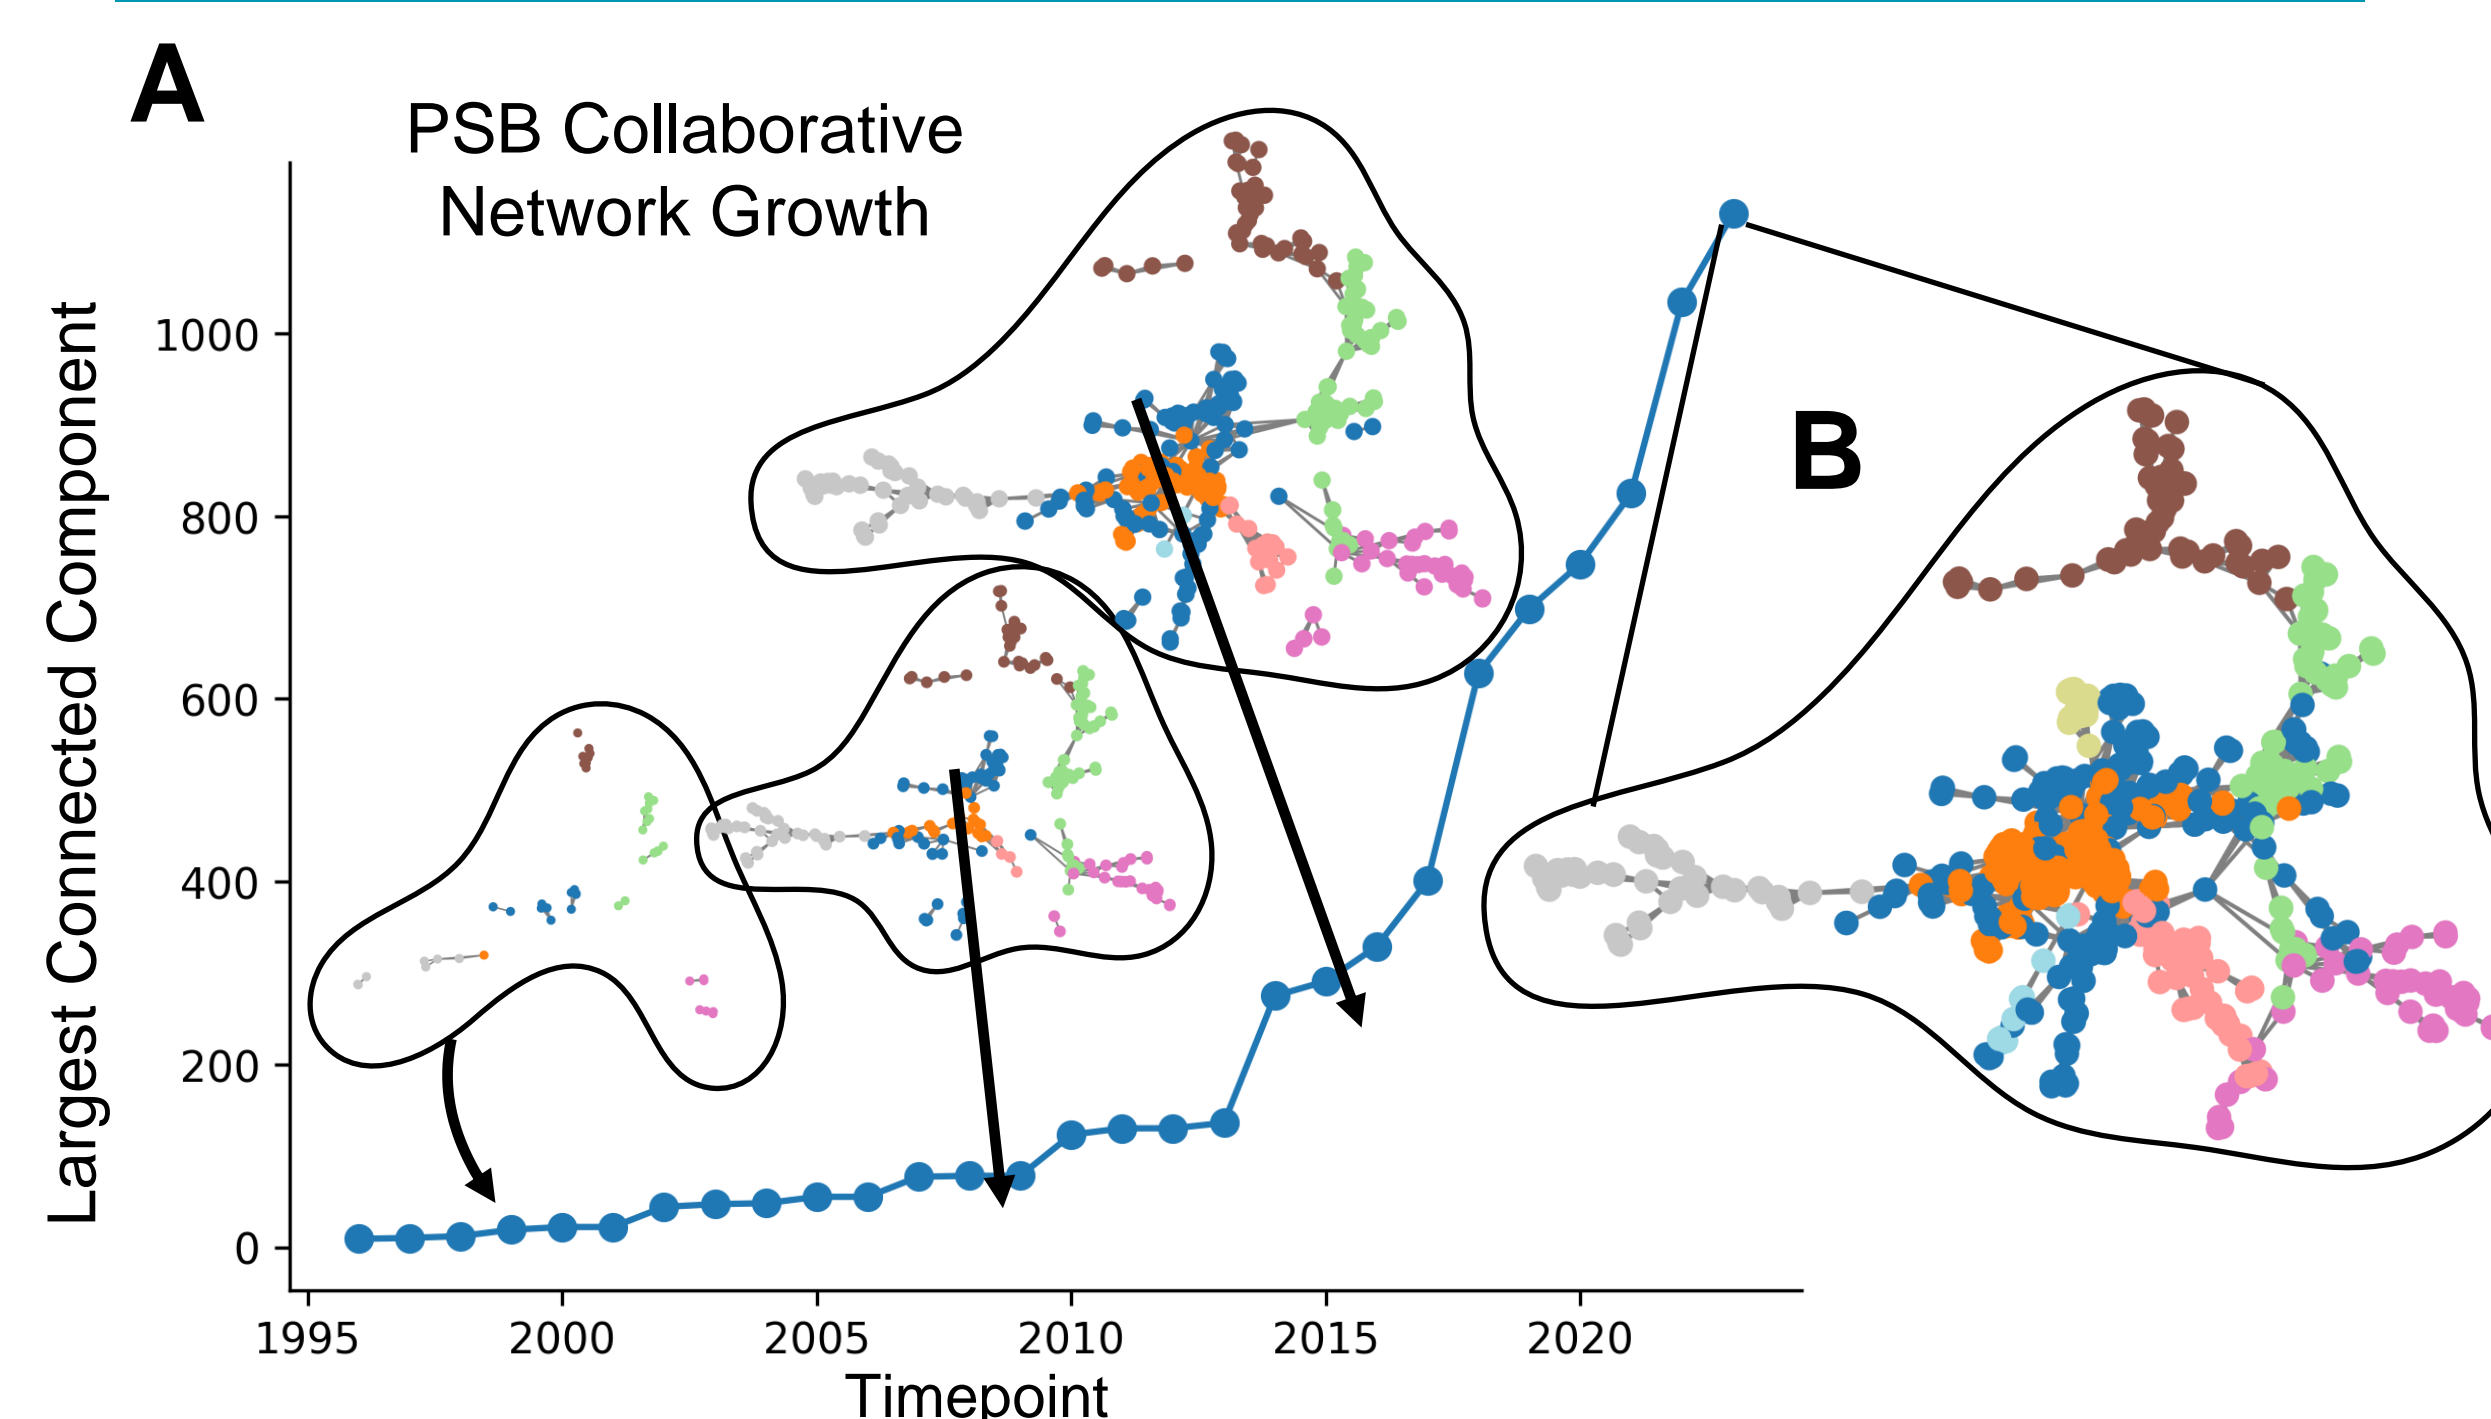 A
PSB Collaborative
Network Growth
B
Largest Connected Component
1000
800
600
400
200
0
1995 2000 2005 2010 2015 2020
Timepoint